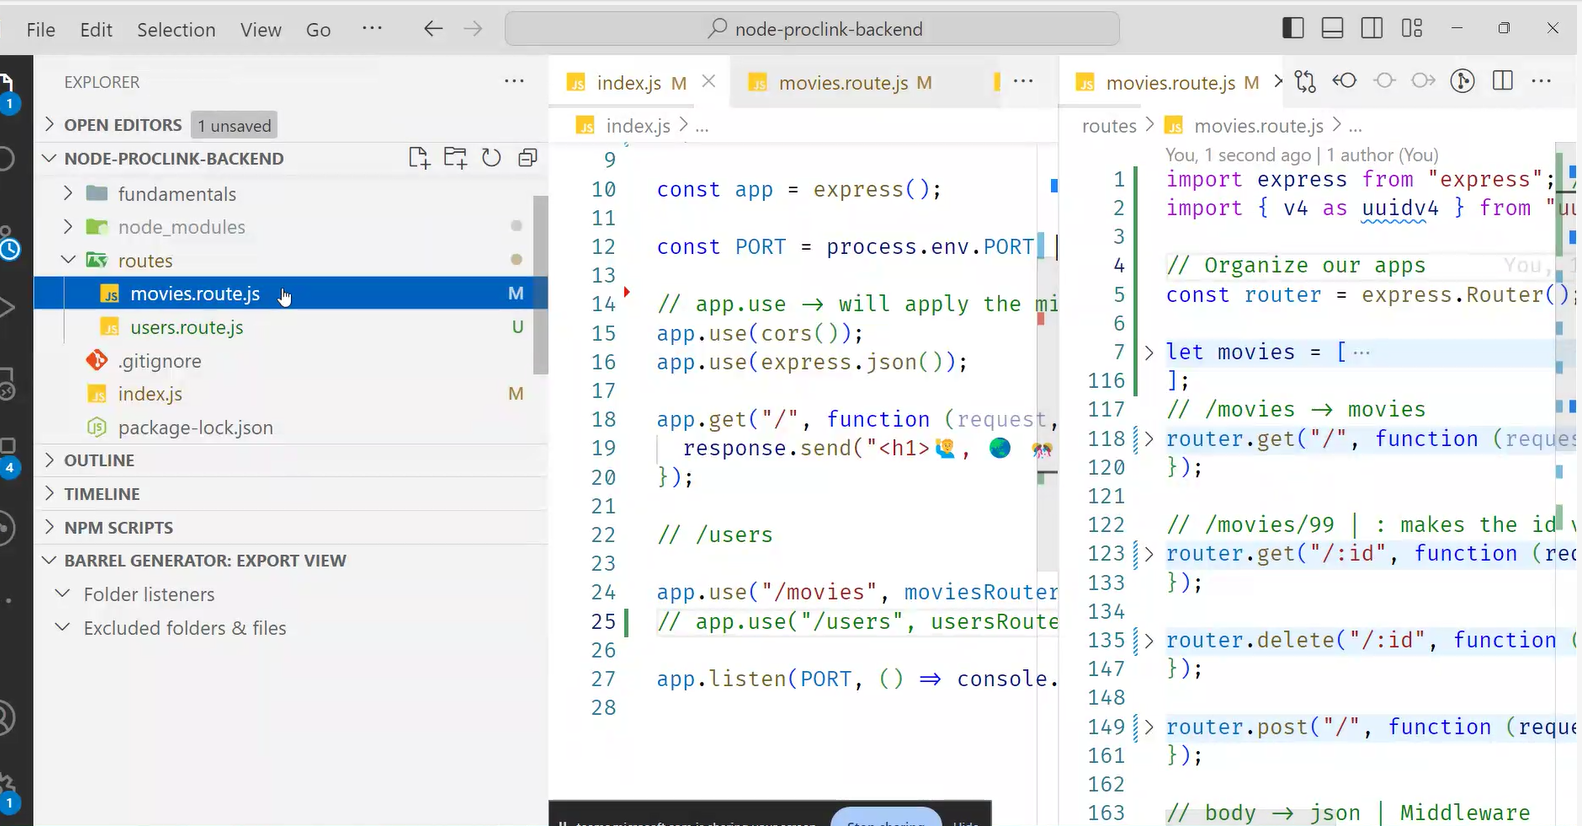 File Edit Selection View Go ··· node-proclink-backend
EXPLORER ···
OPEN EDITORS 1 unsaved
NODE-PROCLINK-BACKEND
fundamentals
node_modules
routes
movies.route.js M
users.route.js U
.gitignore
index.js M
package-lock.json
OUTLINE
TIMELINE
NPM SCRIPTS
BARREL GENERATOR: EXPORT VIEW
Folder listeners
Excluded folders & files
1
4
1
index.js M movies.route.js M ···
index.js > ...
9
10 const app = express();
11
12 const PORT = process.env.PORT |
13
14 // app.use → will apply the mi
15 app.use(cors());
16 app.use(express.json());
17
18 app.get("/", function (request,
19 response.send("<h1>🙋‍♂️, 🌏 🎊
20 });
21
22 // /users
23
24 app.use("/movies", moviesRouter
25 // app.use("/users", usersRoute
26
27 app.listen(PORT, () ⇒ console.
28
movies.route.js M ···
routes > movies.route.js > ...
You, 1 second ago | 1 author (You)
1 import express from "express"; /
2 import { v4 as uuidv4 } from "uu
3
4 // Organize our apps You, 1
5 const router = express.Router();
6
7 let movies = [ ···
116 ];
117 // /movies → movies
118 router.get("/", function (reques
120 });
121
122 // /movies/99 | : makes the id v
123 router.get("/:id", function (rec
133 });
134
135 router.delete("/:id", function (
147 });
148
149 router.post("/", function (reque
161 });
162
163 // body → json | Middleware